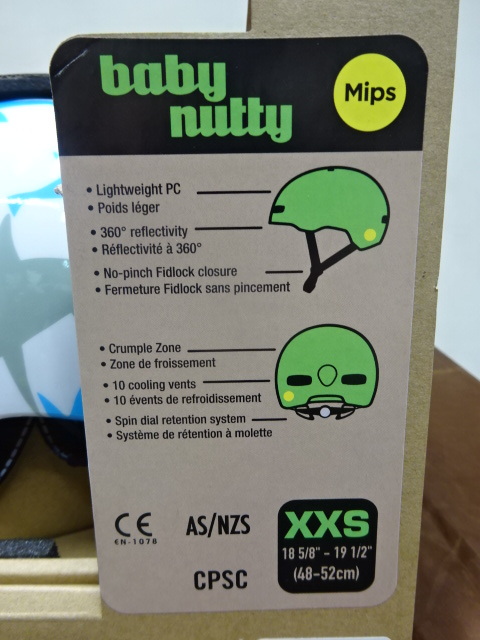 baby
nutty
Mips
• Lightweight PC
• Poids léger
• 360° reflectivity
• Réflectivité à 360°
• No-pinch Fidlock closure
• Fermeture Fidlock sans pincement
• Crumple Zone
• Zone de froissement
• 10 cooling vents
• 10 évents de refroidissement
• Spin dial retention system
• Système de rétention à molette
CE
EN-1078
AS/NZS
CPSC
XXS
18 5/8" - 19 1/2"
(48-52cm)